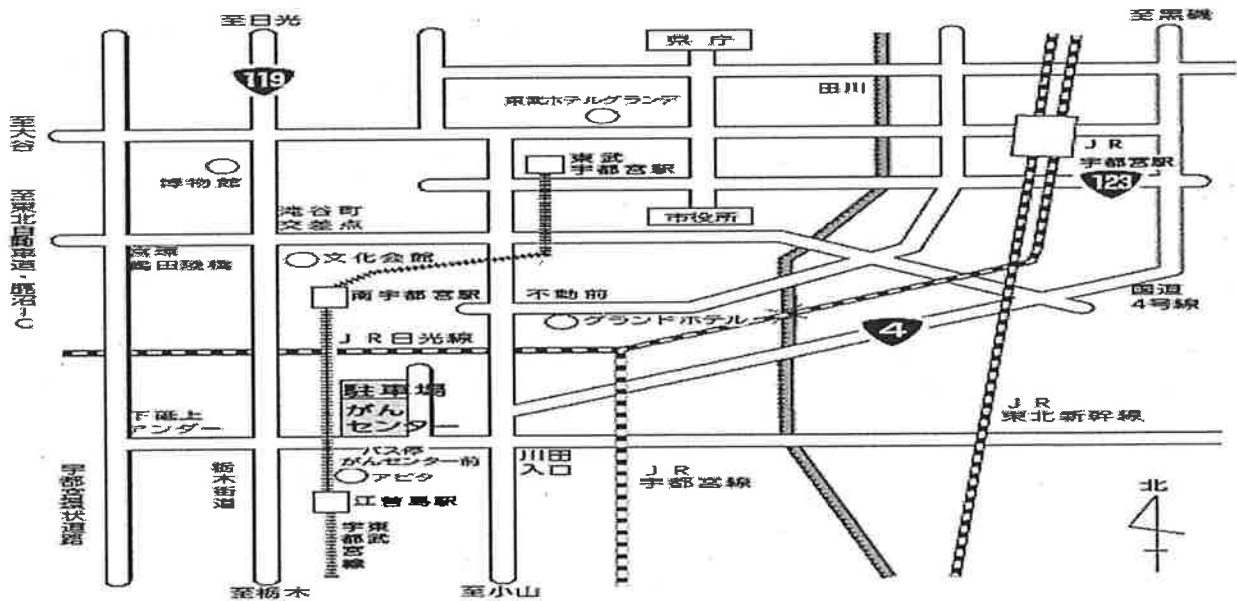 至日光
至黒磯
県庁
119
田川
東武ホテルグランデ
至大谷
JR
宇都宮駅
東武
宇都宮駅
博物館
123
至東北自動車道・鹿沼IC
滝谷町
交差点
市役所
鶴田陸橋
文化会館
南宇都宮駅
不動前
国道
4号線
グランドホテル
4
JR日光線
駐車場
がん
センター
下砥上
アンダー
JR
東北新幹線
バス停
がんセンター前
川田
入口
アピタ
栃木街道
宇都宮環状道路
JR
宇都宮線
北
江曽島駅
東武
宇都宮線
至栃木
至小山